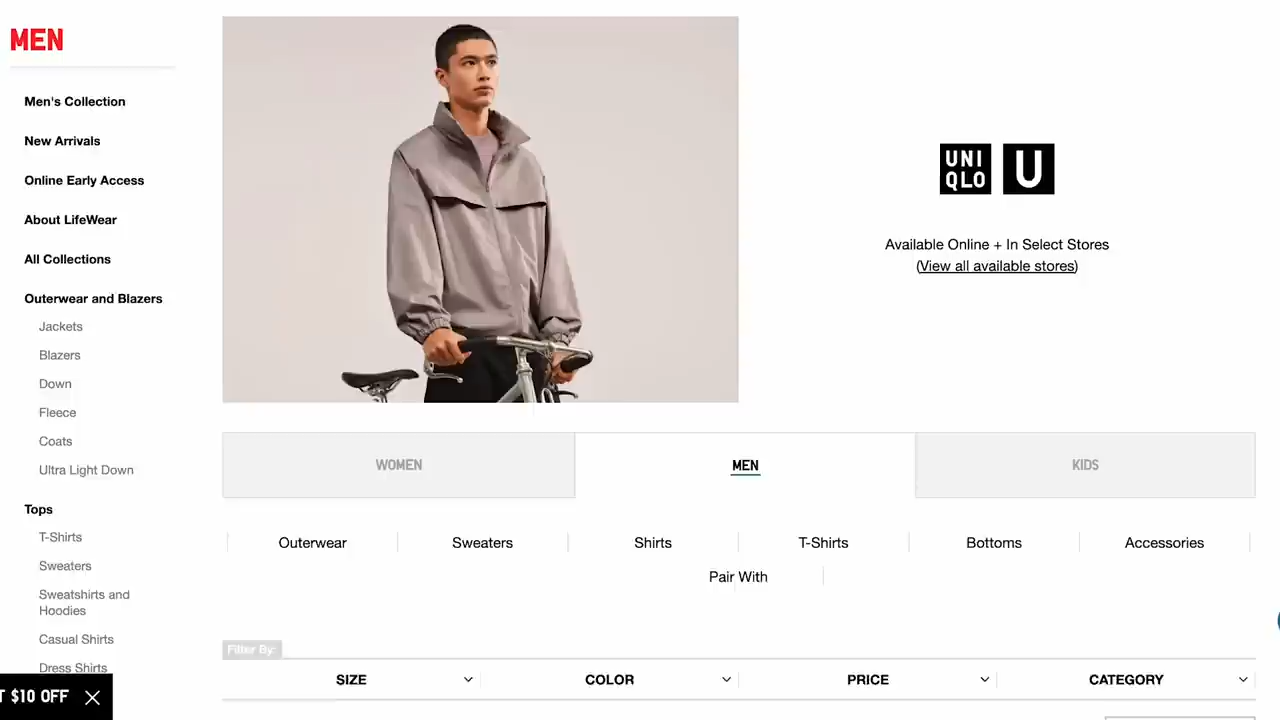 MEN
Men's Collection
New Arrivals
Online Early Access
About LifeWear
All Collections
Outerwear and Blazers
Jackets
Blazers
Down
Fleece
Coats
Ultra Light Down
Tops
T-Shirts
Sweaters
Sweatshirts and
Hoodies
Casual Shirts
Dress Shirts
T $10 OFF
UNI
QLO U
Available Online + In Select Stores
(View all available stores)
WOMEN MEN KIDS
Outerwear Sweaters Shirts T-Shirts Bottoms Accessories
Pair With
Filter By:
SIZE COLOR PRICE CATEGORY